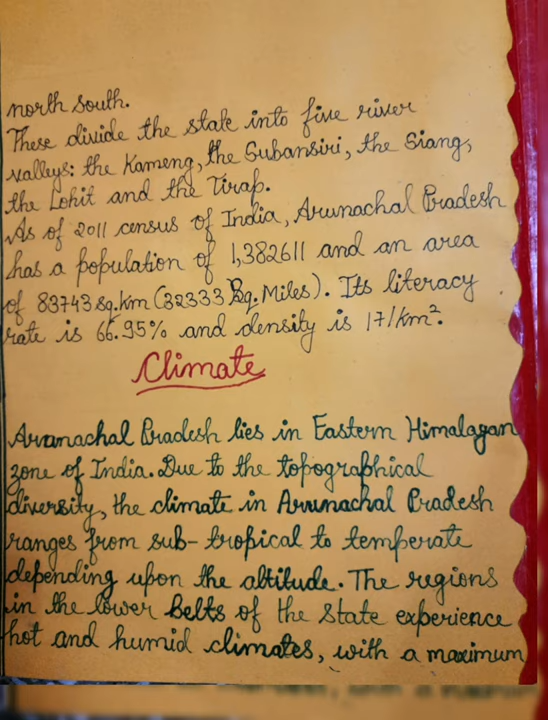 north south.
These divide the state into five river
valleys: the Kameng, the Subansiri, the Siang,
the Lohit and the Tirap.
As of 2011 census of India, Arunachal Pradesh
has a population of 1,382611 and an area
of 83743 sq.km (32333 Sq. Miles). Its literacy
rate is 66.95% and density is 17/km².
Climate
Arunachal Pradesh lies in Eastern Himalayan
zone of India. Due to the topographical
diversity, the climate in Arunachal Pradesh
ranges from sub-tropical to temperate
depending upon the altitude. The regions
in the lower belts of the state experience
hot and humid climates, with a maximum